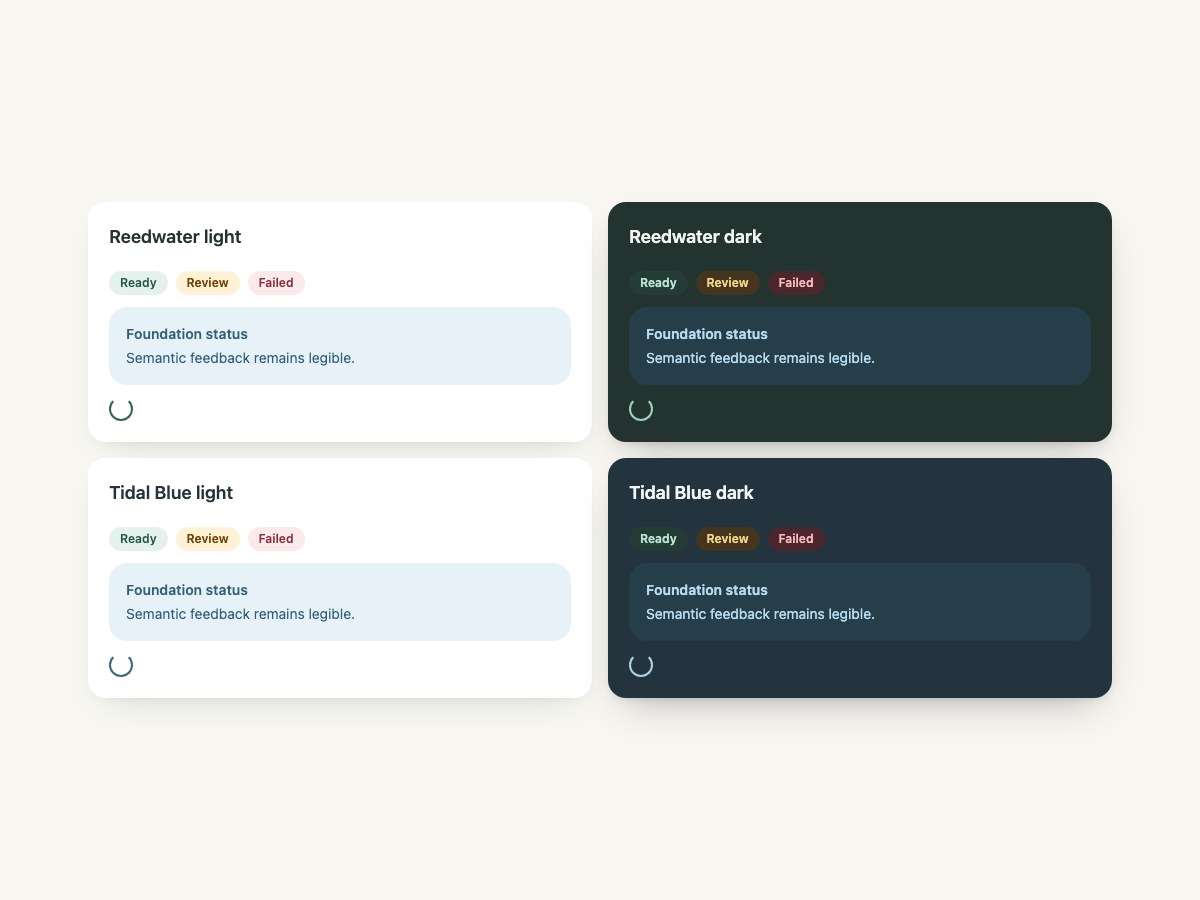 Reedwater light
Ready
Review
Failed
Foundation status
Semantic feedback remains legible.
Reedwater dark
Ready
Review
Failed
Foundation status
Semantic feedback remains legible.
Tidal Blue light
Ready
Review
Failed
Foundation status
Semantic feedback remains legible.
Tidal Blue dark
Ready
Review
Failed
Foundation status
Semantic feedback remains legible.